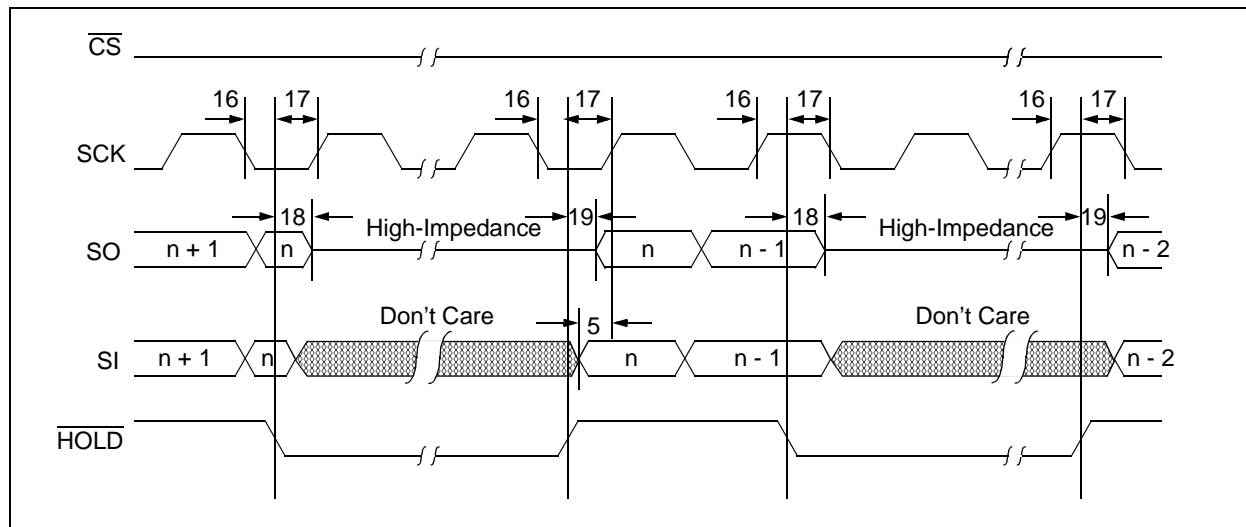 CS
16 17 16 17 16 17 16 17
SCK
18 High-Impedance 19 18 High-Impedance 19
SO n + 1 n n n - 1 n - 2
Don't Care 5 Don't Care
SI n + 1 n n n - 1 n - 2
HOLD